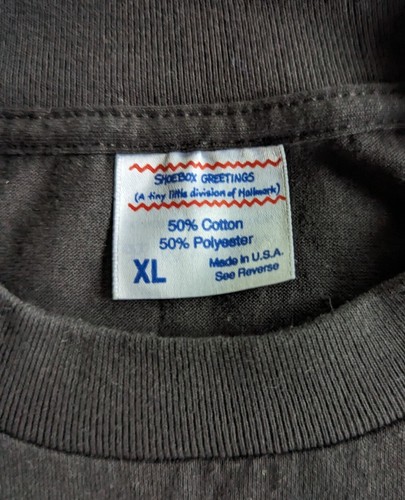 SHOEBOX GREETINGS
(A tiny little division of Hallmark)
50% Cotton
50% Polyester
XL
Made in U.S.A.
See Reverse